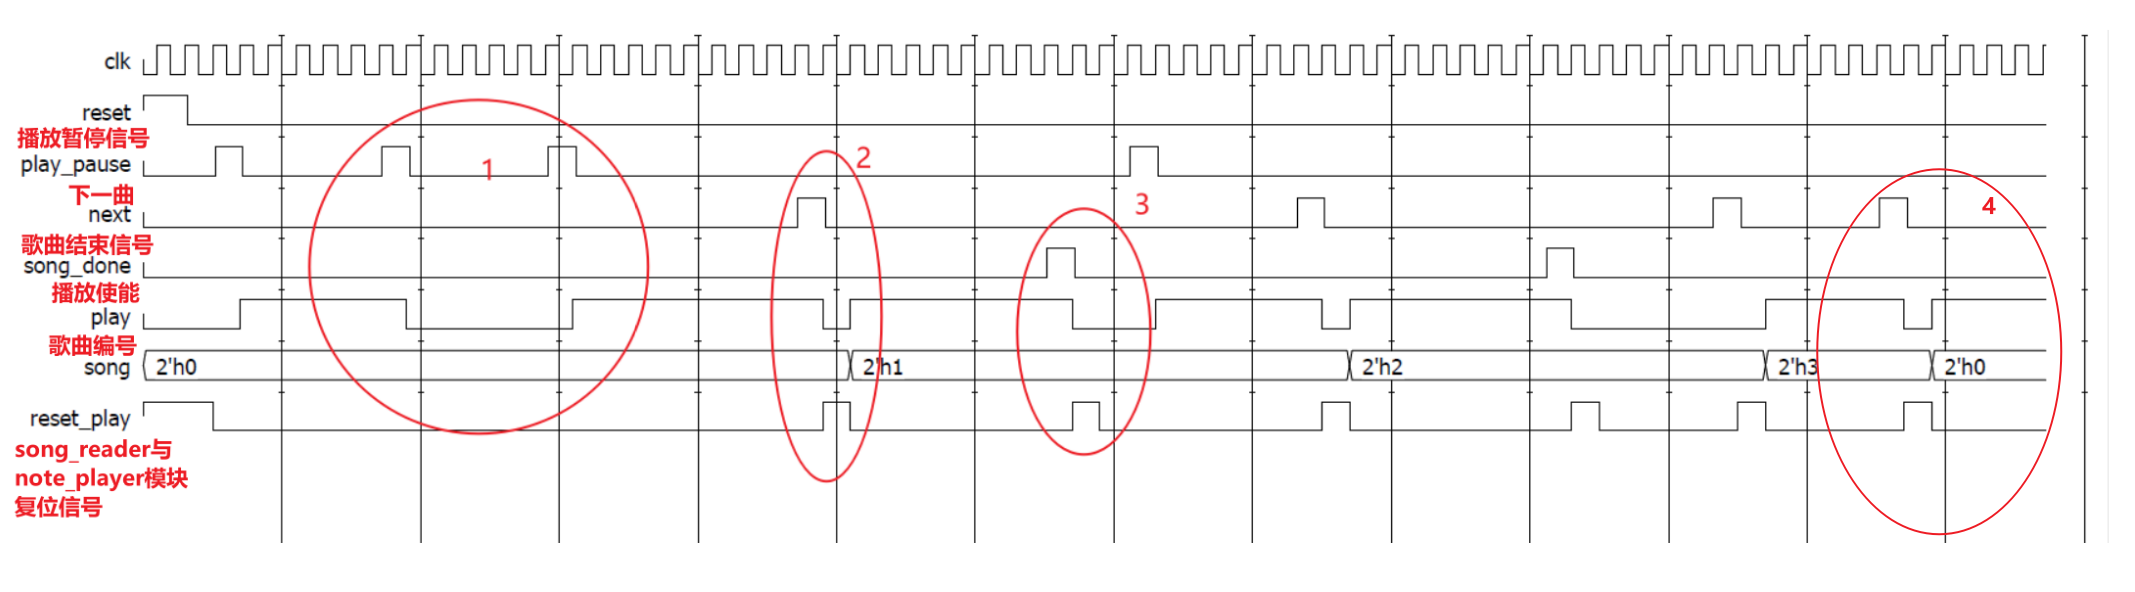 clk
reset
播放暂停信号
play_pause
1
2
下一曲
next
3
4
歌曲结束信号
song_done
播放使能
play
歌曲编号
song
2'h0
2'h1
2'h2
2'h3
2'h0
reset_play
song_reader与
note_player模块
复位信号